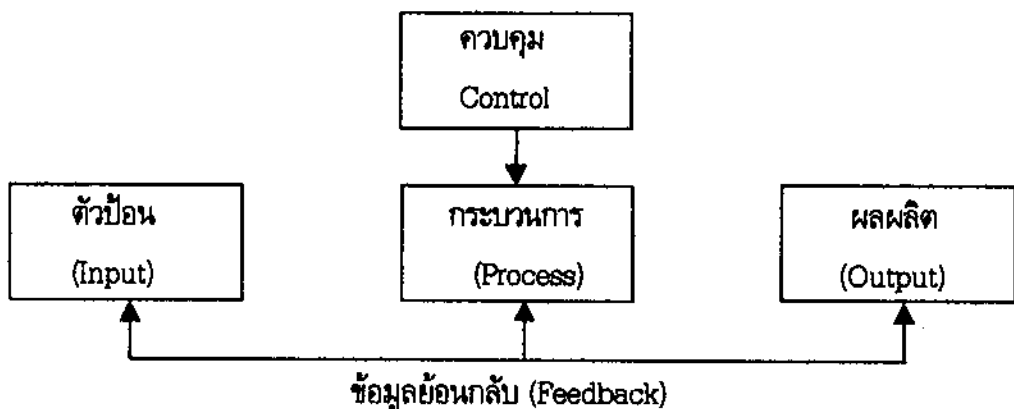 ควบคุม
Control
ตัวป้อน
(Input)
กระบวนการ
(Process)
ผลผลิต
(Output)
ข้อมูลย้อนกลับ (Feedback)